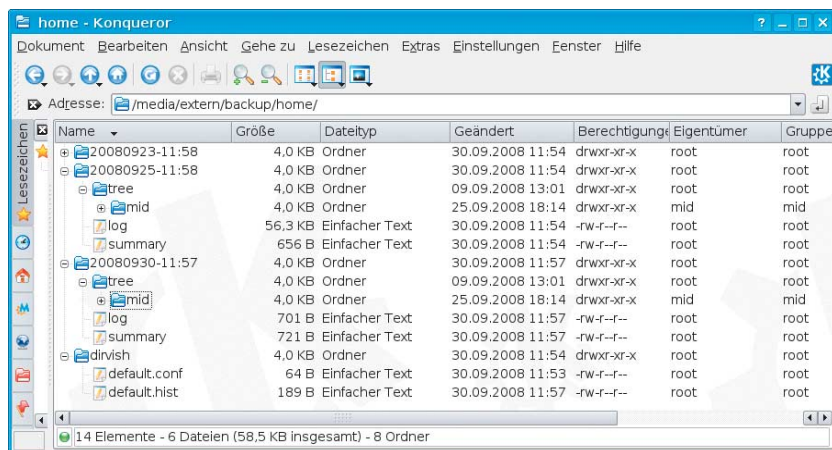 home - Konqueror
Dokument Bearbeiten Ansicht Gehe zu Lesezeichen Extras Einstellungen Fenster Hilfe
Adresse: /media/extern/backup/home/
Lesezeichen
Name Größe Dateityp Geändert Berechtigunge Eigentümer Gruppe
20080923-11:58 4,0 KB Ordner 30.09.2008 11:54 drwxr-xr-x root root
20080925-11:58 4,0 KB Ordner 30.09.2008 11:54 drwxr-xr-x root root
tree 4,0 KB Ordner 09.09.2008 13:01 drwxr-xr-x root root
mid 4,0 KB Ordner 25.09.2008 18:14 drwxr-xr-x mid mid
log 56,3 KB Einfacher Text 30.09.2008 11:54 -rw-r--r-- root root
summary 656 B Einfacher Text 30.09.2008 11:54 -rw-r--r-- root root
20080930-11:57 4,0 KB Ordner 30.09.2008 11:57 drwxr-xr-x root root
tree 4,0 KB Ordner 09.09.2008 13:01 drwxr-xr-x root root
mid 4,0 KB Ordner 25.09.2008 18:14 drwxr-xr-x mid mid
log 701 B Einfacher Text 30.09.2008 11:57 -rw-r--r-- root root
summary 721 B Einfacher Text 30.09.2008 11:57 -rw-r--r-- root root
dirvish 4,0 KB Ordner 30.09.2008 11:54 drwxr-xr-x root root
default.conf 64 B Einfacher Text 30.09.2008 11:53 -rw-r--r-- root root
default.hist 189 B Einfacher Text 30.09.2008 11:57 -rw-r--r-- root root
14 Elemente - 6 Dateien (58,5 KB insgesamt) - 8 Ordner